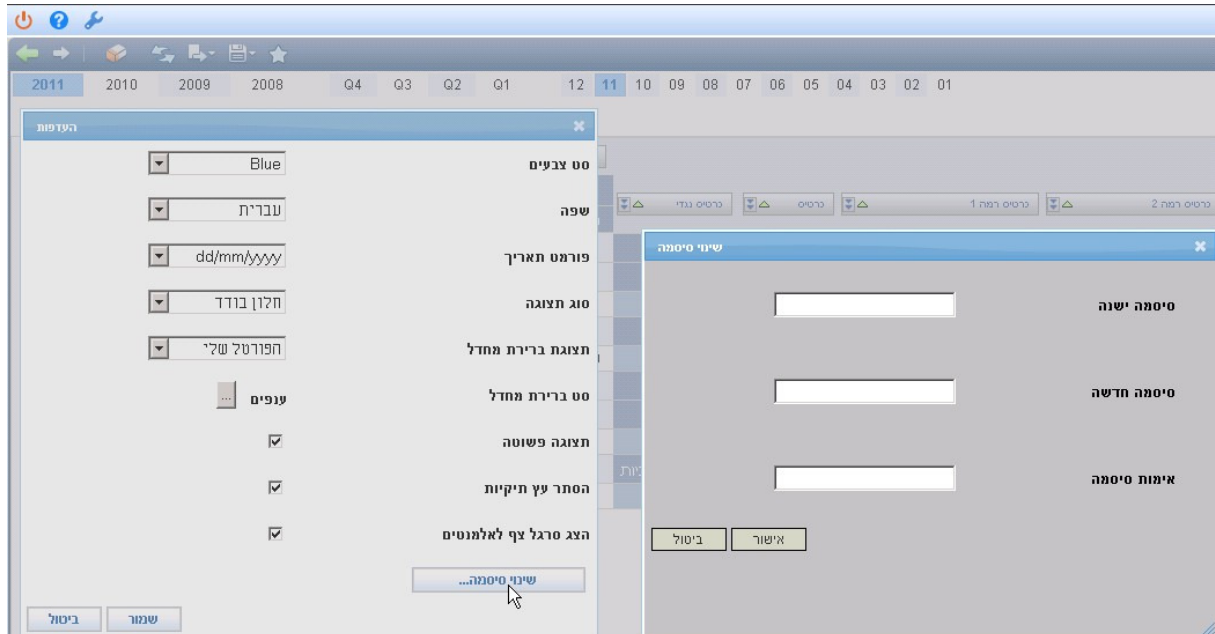 2011 2010 2009 2008 Q4 Q3 Q2 Q1 12 11 10 09 08 07 06 05 04 03 02 01
העדפות
סט צבעים Blue
שפה עברית
פורמט תאריך dd/mm/yyyy
סוג תצוגה חלון בודד
תצוגת ברירת מחדל הפורטל שלי
סט ברירת מחדל ענפים ...
תצוגה פשוטה
הסתר עץ תיקיות
הצג סרגל צף לאלמנטים
שינוי סיסמה...
שמור ביטול
כרטיס רמה 2 כרטיס רמה 1 כרטיס כרטיס נגדי
שינוי סיסמה
סיסמה ישנה
סיסמה חדשה
אימות סיסמה
אישור ביטול